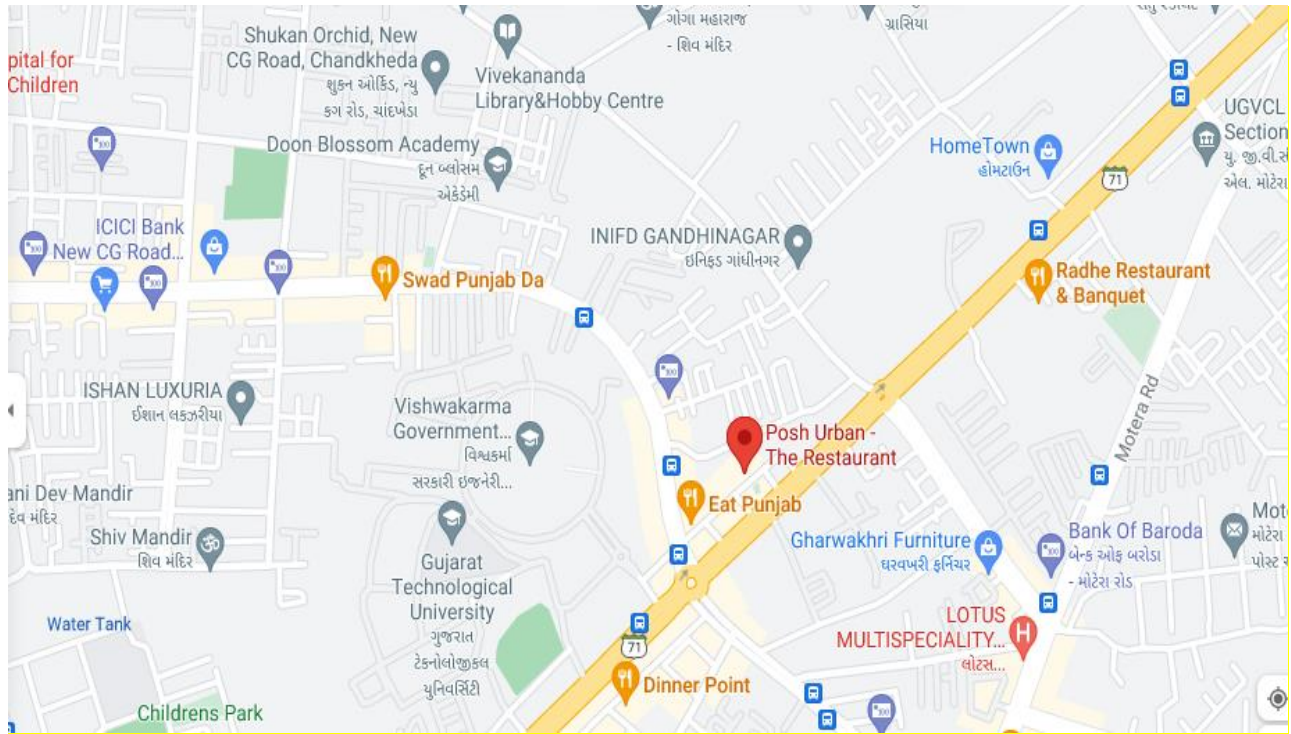 pital for
Children
Shukan Orchid, New
CG Road, Chandkheda
શુકન ઓર્કિડ, ન્યુ
કગ રોડ, ચાંદખેડા
Vivekananda
Library&Hobby Centre
ગોગા મહારાજ
- શિવ મંદિર
ગ્રાસિયા
Doon Blossom Academy
દૂન બ્લોસમ
એકેડેમી
HomeTown
હોમટાઉન
UGVCL
Section
યુ. જી.વી.સ
એલ. મોટેરા
71
ICICI Bank
New CG Road...
INIFD GANDHINAGAR
ઇનિફડ ગાંધીનગર
Swad Punjab Da
Radhe Restaurant
& Banquet
ISHAN LUXURIA
ઈશાન લક્ઝરીયા
Vishwakarma
Government...
વિશ્વકર્મા
સરકારી ઇજનેરી...
Posh Urban -
The Restaurant
Motera Rd
Eat Punjab
ani Dev Mandir
દેવ મંદિર
Shiv Mandir
શિવ મંદિર
Gujarat
Technological
University
ગુજરાત
ટેકનોલોજીકલ
યુનિવર્સિટી
Gharwakhri Furniture
ઘરવખરી ફર્નિચર
Bank Of Baroda
બેન્ક ઓફ બરોડા
- મોટેરા રોડ
Mot
મોટેરા
પોસ્ટ
Water Tank
LOTUS
MULTISPECIALITY...
લોટસ...
71
Dinner Point
Childrens Park